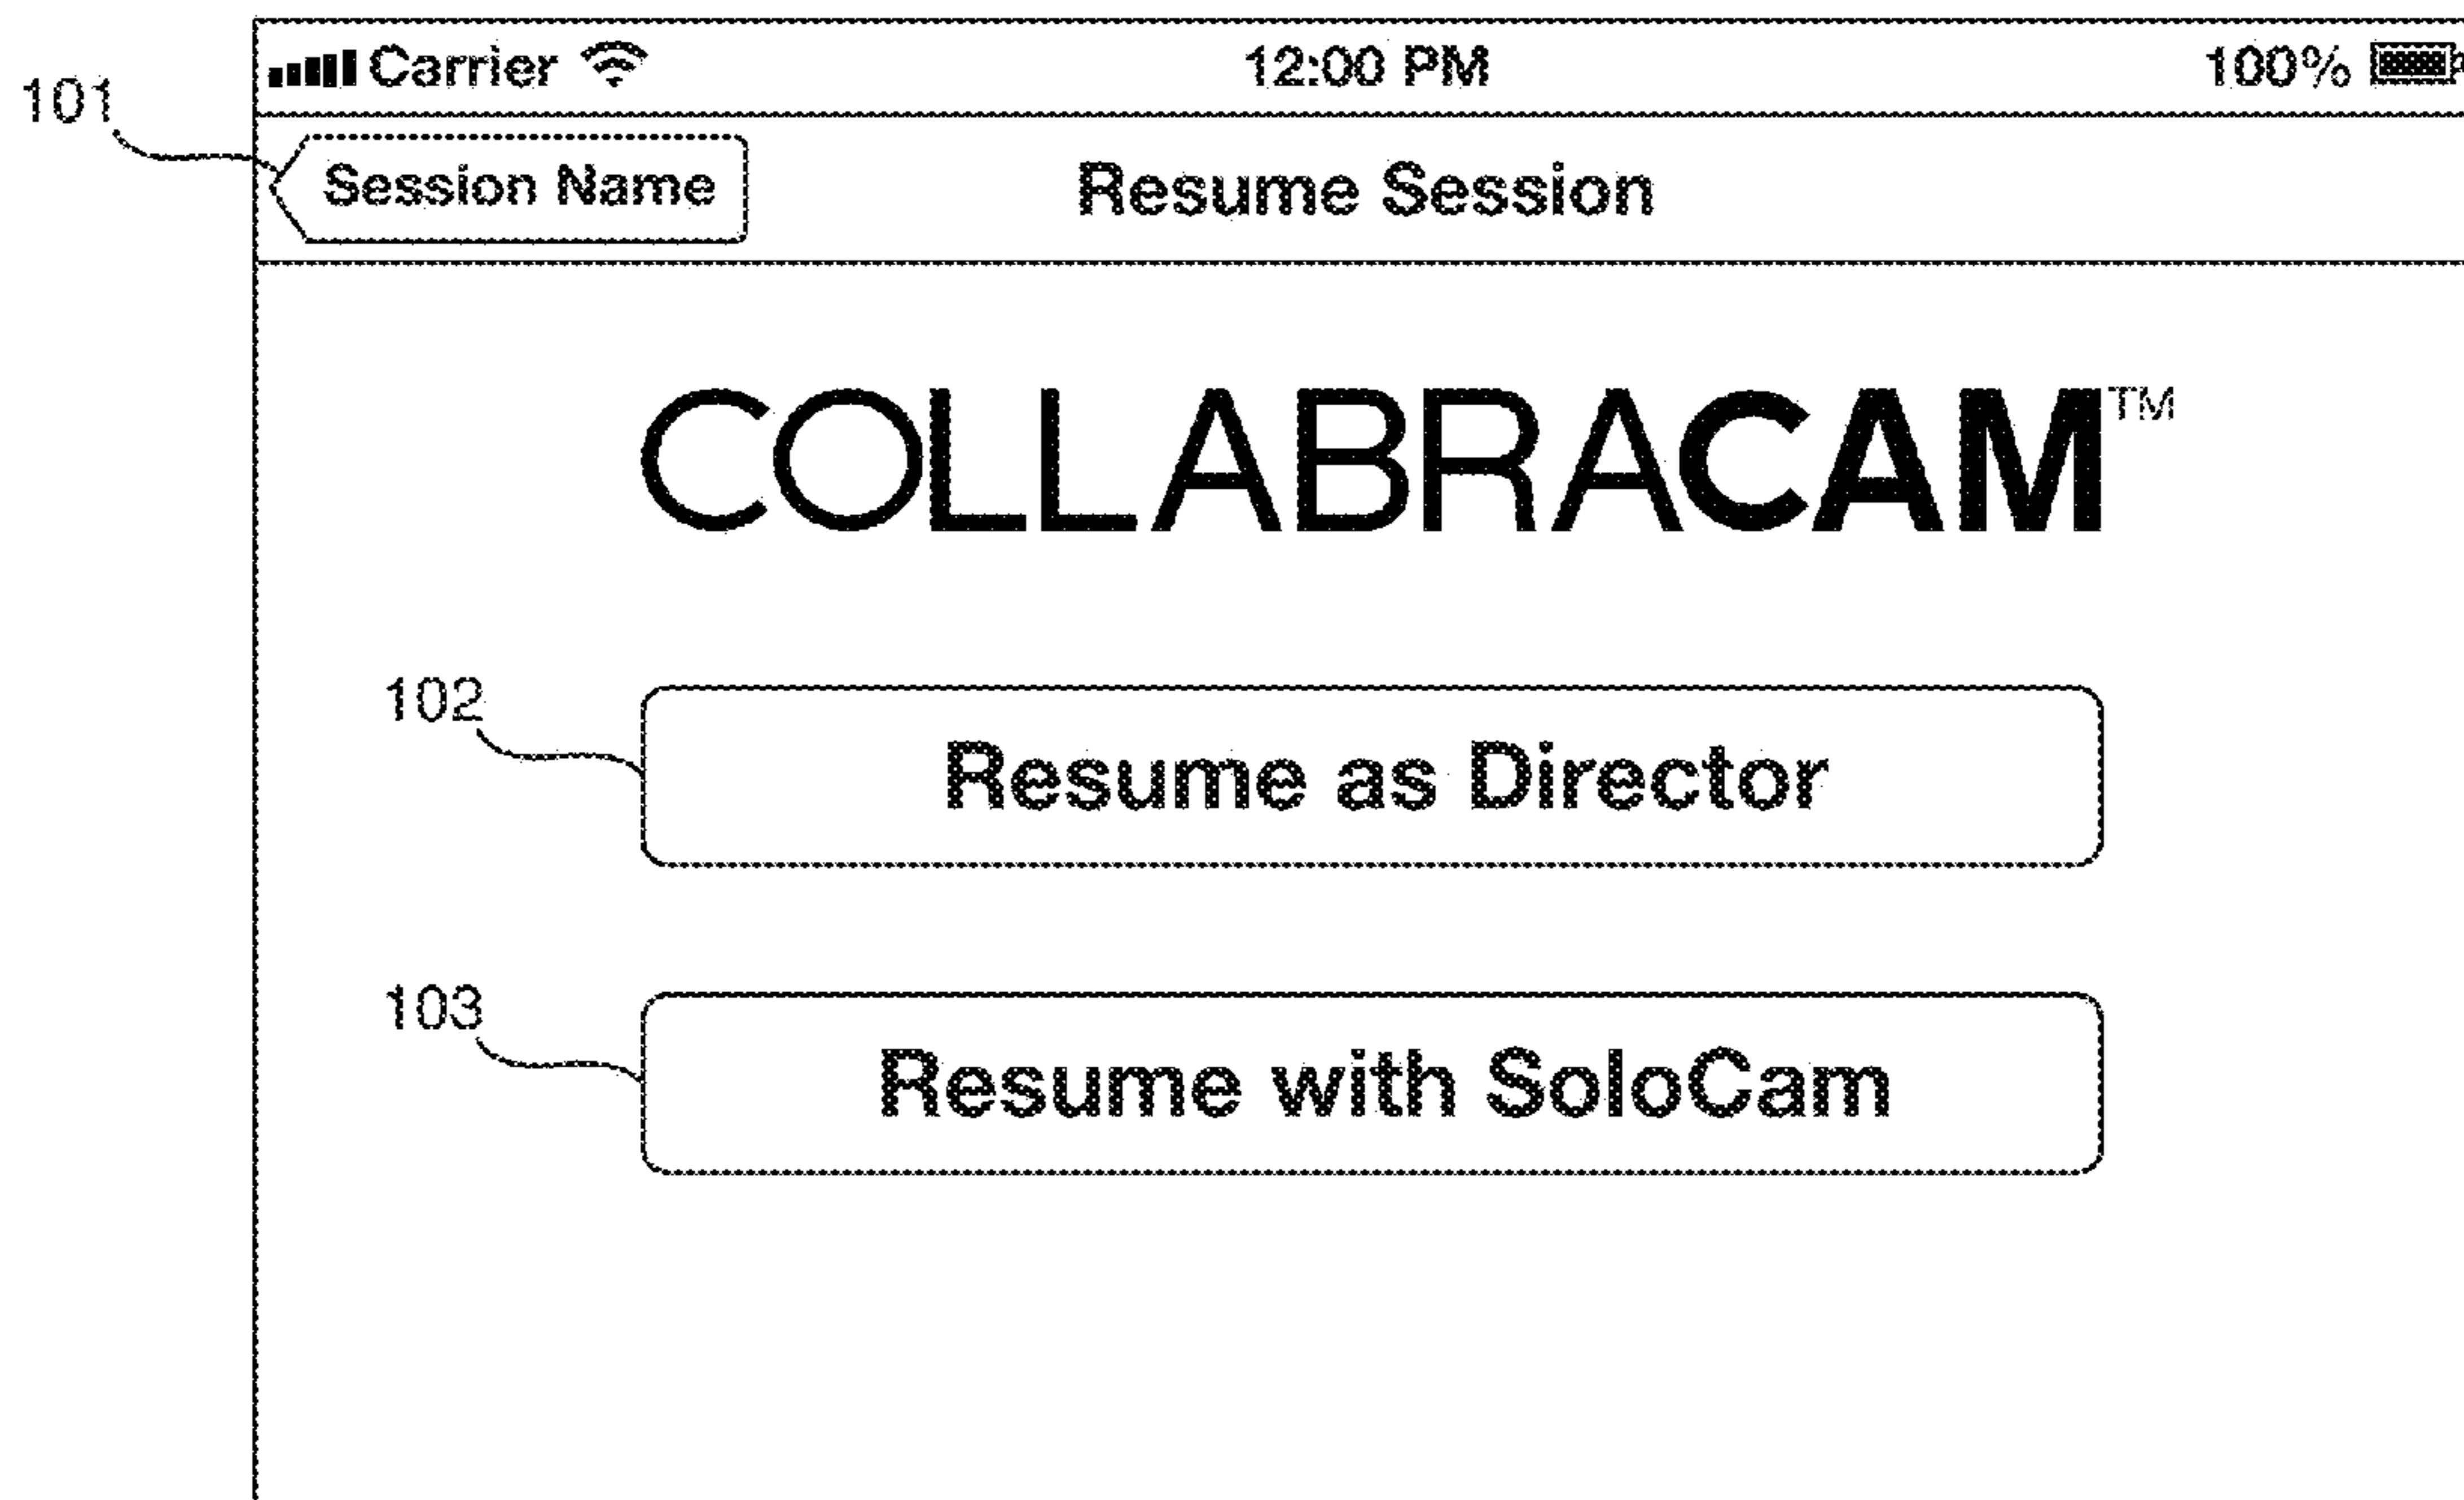 Carrier 12:00 PM 100%
101
Session Name Resume Session
COLLABRACAM™
102
Resume as Director
103
Resume with SoloCam